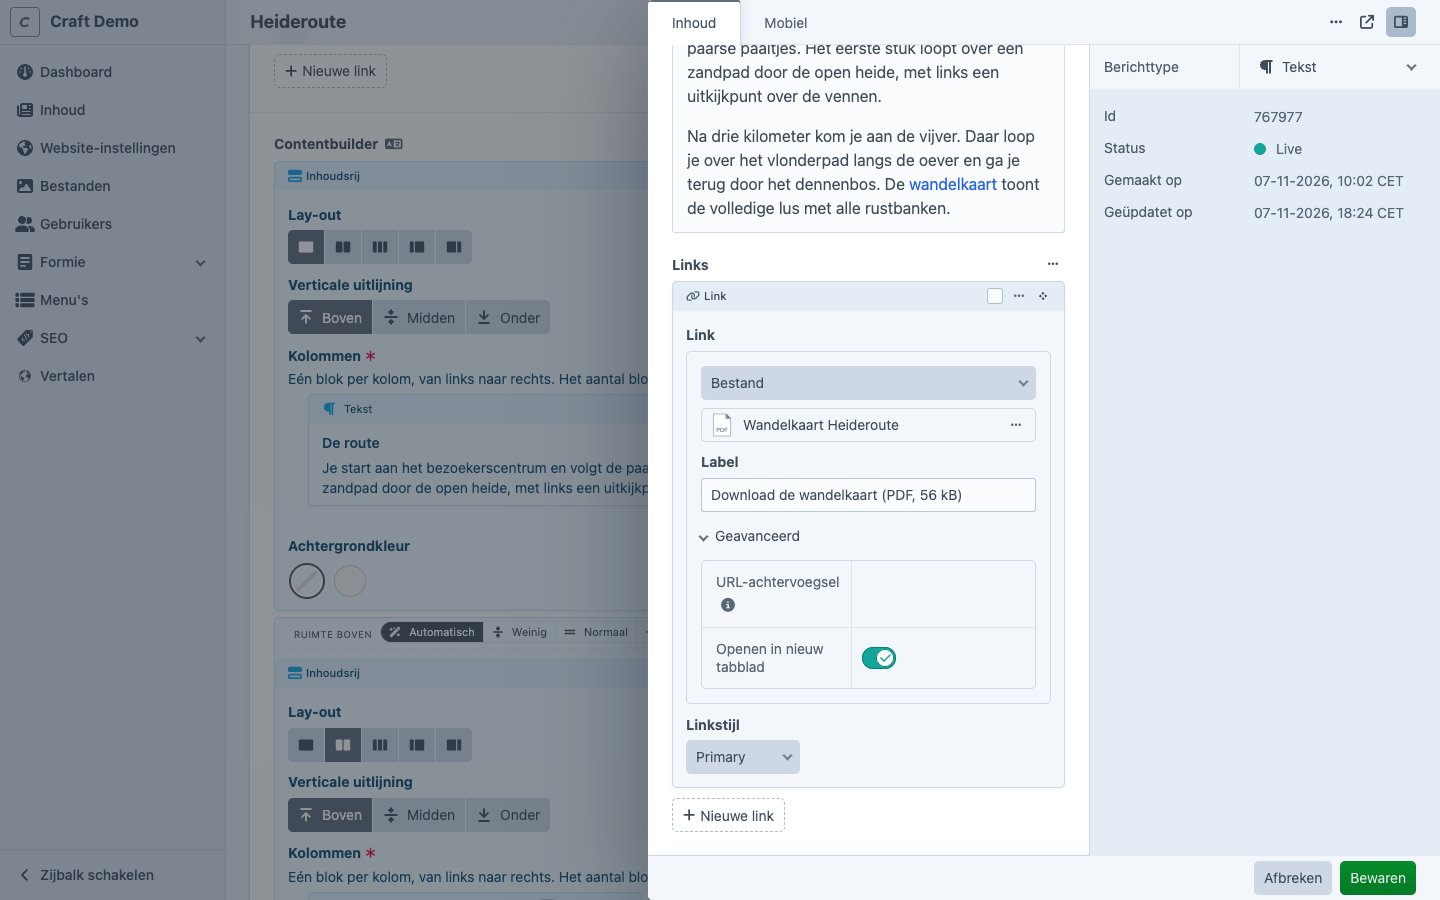 C
Craft Demo
Dashboard
Inhoud
Website-instellingen
Bestanden
Gebruikers
Formie
Menu's
SEO
Vertalen
Zijbalk schakelen
Heideroute
Nieuwe link
Contentbuilder
Inhoudsrij
Lay-out
Verticale uitlijning
Boven Midden Onder
Kolommen *
Eén blok per kolom, van links naar rechts. Het aantal blo
Tekst
De route
Je start aan het bezoekerscentrum en volgt de paa
zandpad door de open heide, met links een uitkijkp
Achtergrondkleur
RUIMTE BOVEN Automatisch Weinig Normaal
Inhoudsrij
Lay-out
Verticale uitlijning
Boven Midden Onder
Kolommen *
Eén blok per kolom, van links naar rechts. Het aantal blo
Inhoud Mobiel
paarse paaltjes. Het eerste stuk loopt over een
zandpad door de open heide, met links een
uitkijkpunt over de vennen.
Na drie kilometer kom je aan de vijver. Daar loop
je over het vlonderpad langs de oever en ga je
terug door het dennenbos. De wandelkaart toont
de volledige lus met alle rustbanken.
Links
Link
Link
Bestand
PDF Wandelkaart Heideroute
Label
Download de wandelkaart (PDF, 56 kB)
Geavanceerd
URL-achtervoegsel
Openen in nieuw
tabblad
Linkstijl
Primary
Nieuwe link
Berichttype Tekst
Id 767977
Status Live
Gemaakt op 07-11-2026, 10:02 CET
Geüpdatet op 07-11-2026, 18:24 CET
Afbreken Bewaren